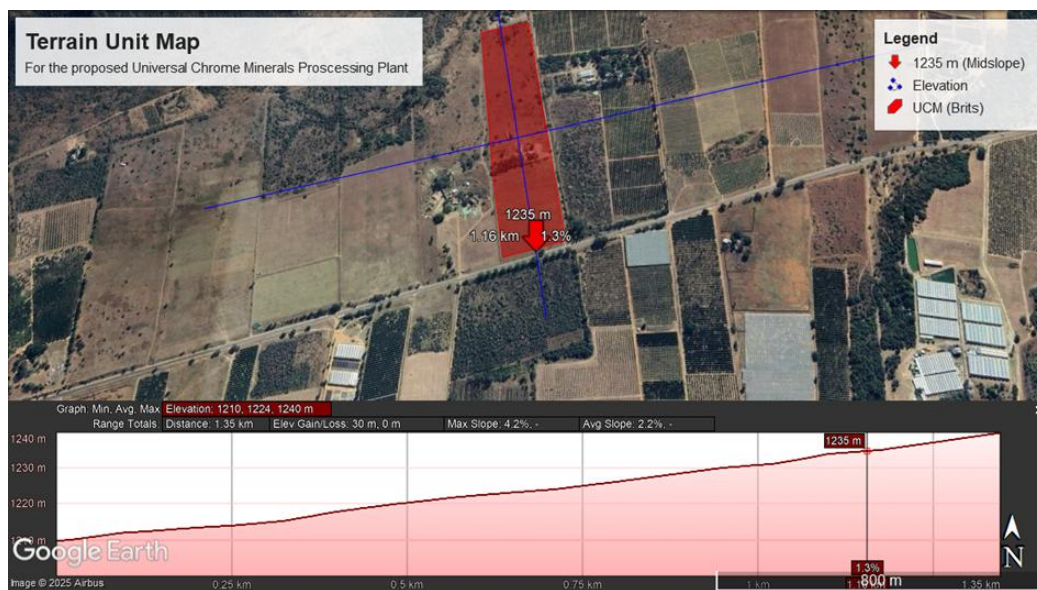 Terrain Unit Map
For the proposed Universal Chrome Minerals Proscessing Plant
Legend
1235 m (Midslope)
Elevation
UCM (Brits)
1235 m
1.16 km 1.3%
Graph: Min, Avg, Max Elevation: 1210, 1224, 1240 m
Range Totals: Distance: 1.35 km Elev Gain/Loss: 30 m, 0 m Max Slope: 4.2%, - Avg Slope: 2.2%, -
1240 m
1235 m
1230 m
1220 m
Google Earth
N
1.3%
Image © 2025 Airbus
0.25 km 0.5 km 0.75 km 1 km 800 m 1.35 km